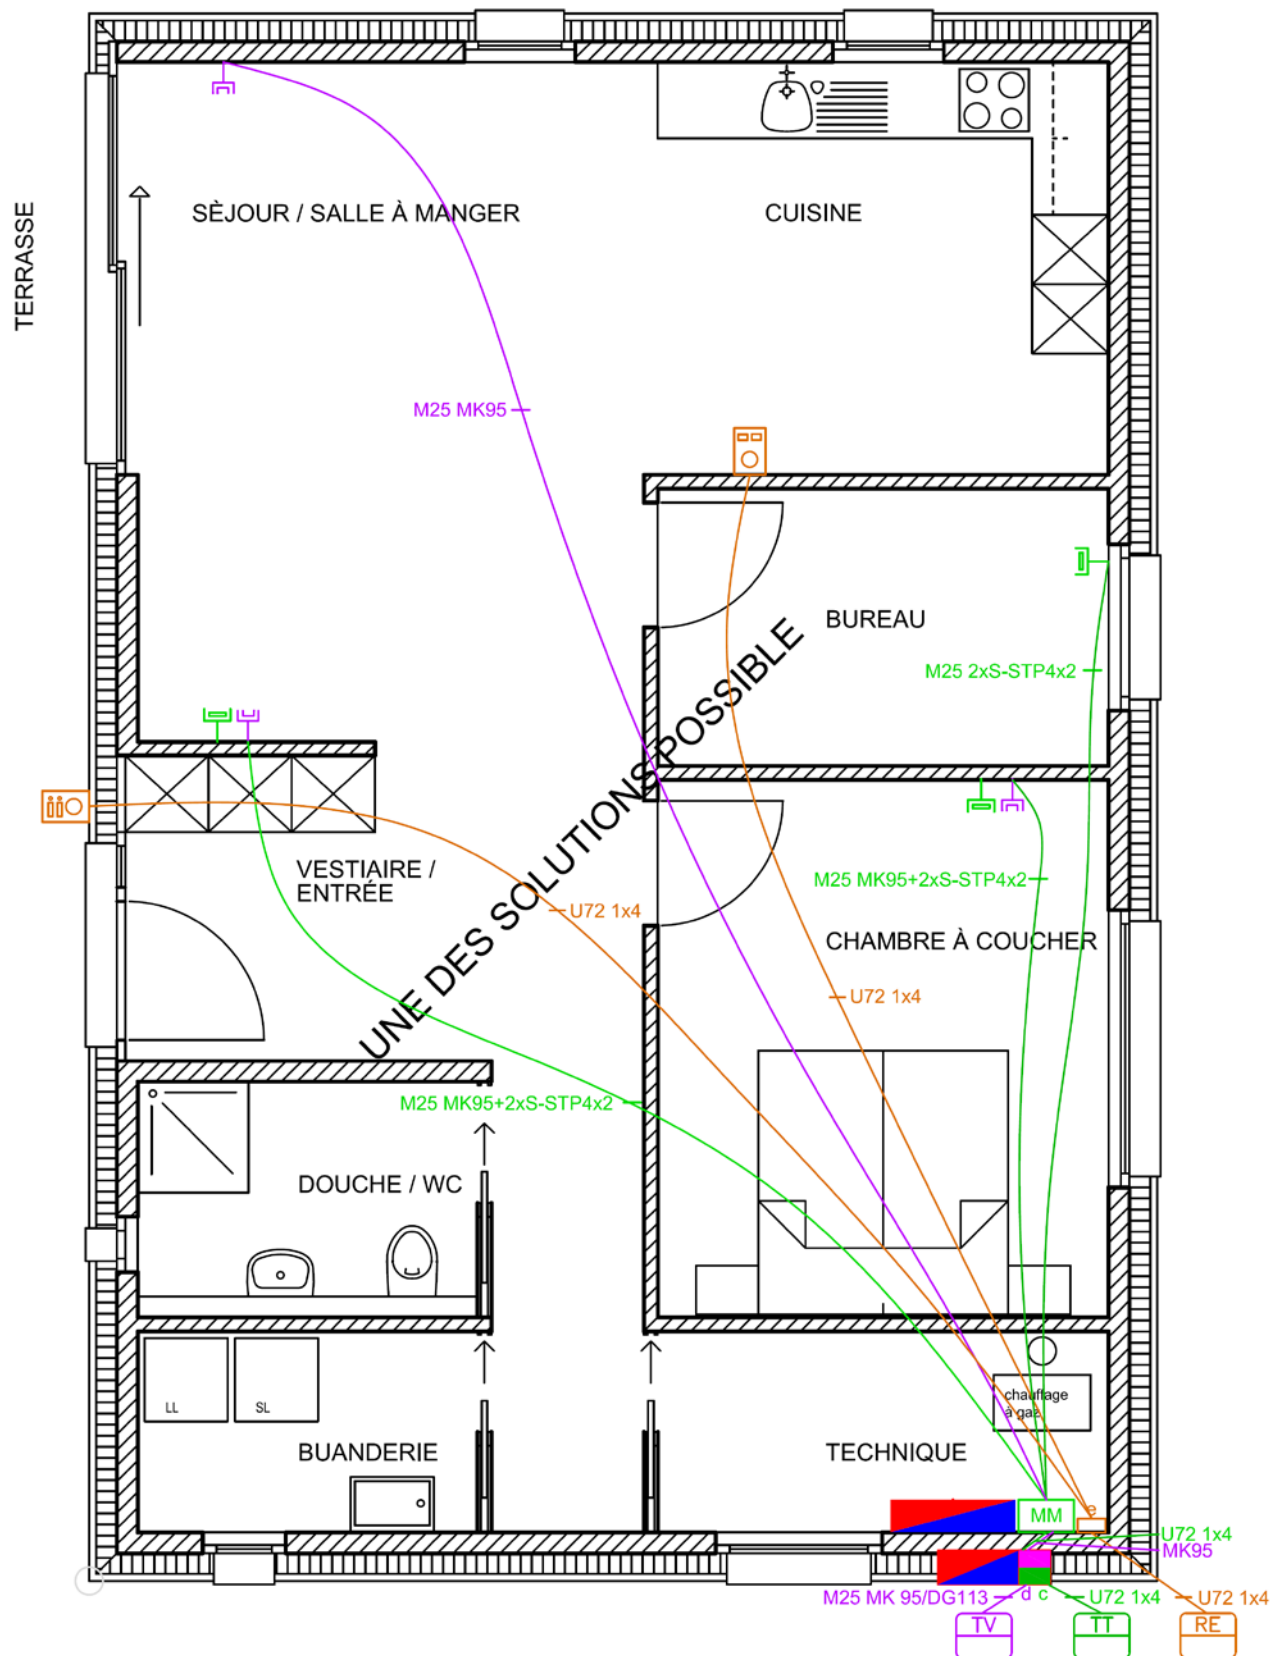 TERRASSE
SÈJOUR / SALLE À MANGER
CUISINE
M25 MK95
BUREAU
M25 2xS-STP4x2
UNE DES SOLUTIONS POSSIBLE
VESTIAIRE /
ENTRÉE
M25 MK95+2xS-STP4x2
U72 1x4
CHAMBRE À COUCHER
U72 1x4
M25 MK95+2xS-STP4x2
DOUCHE / WC
chauffage
à gaz
LL
SL
BUANDERIE
TECHNIQUE
MM
e
U72 1x4
MK95
M25 MK 95/DG113
d
c
U72 1x4
U72 1x4
TV
TT
RE